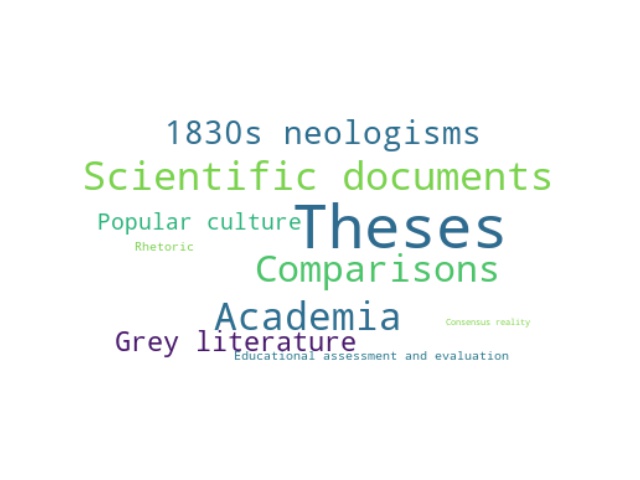 1830s neologisms
Scientific documents
Popular culture
Theses
Rhetoric
Comparisons
Academia
Consensus reality
Grey literature
Educational assessment and evaluation